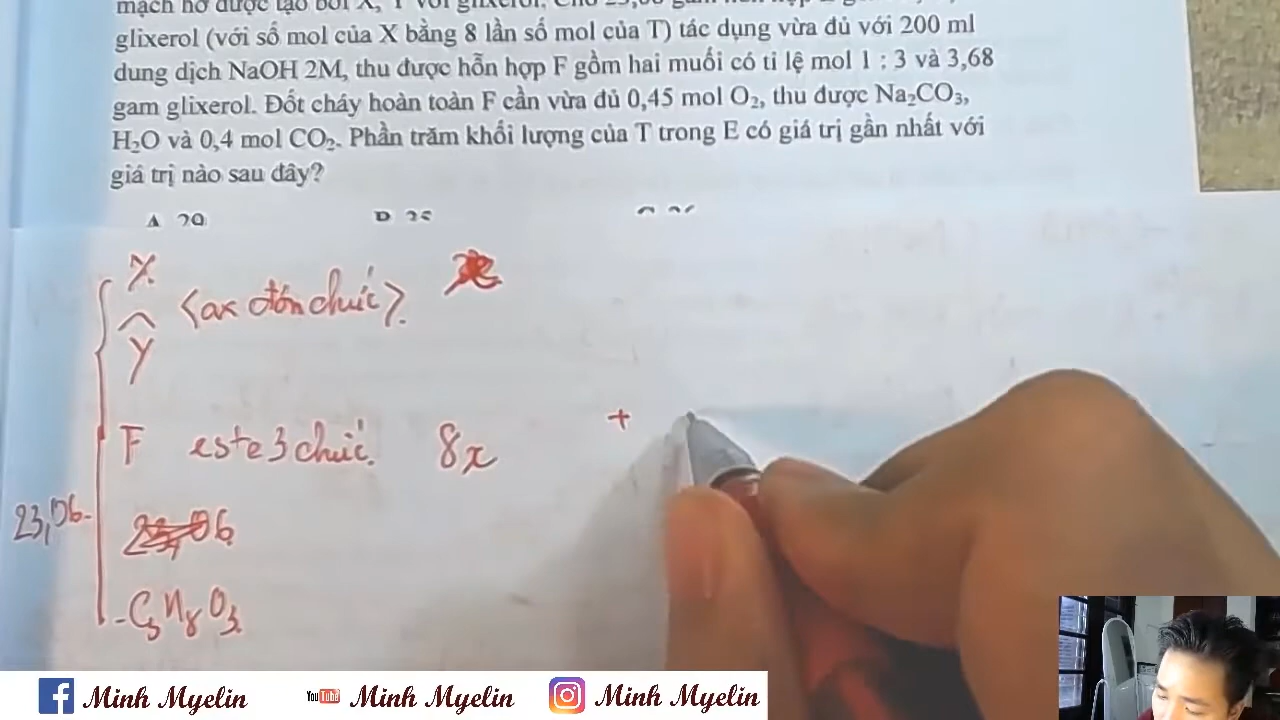 glixerol (với số mol của X bằng 8 lần số mol của T) tác dụng vừa đủ với 200 ml
dung dịch NaOH 2M, thu được hỗn hợp F gồm hai muối có tỉ lệ mol 1 : 3 và 3,68
gam glixerol. Đốt cháy hoàn toàn F cần vừa đủ 0,45 mol O₂, thu được Na₂CO₃,
H₂O và 0,4 mol CO₂. Phần trăm khối lượng của T trong E có giá trị gần nhất với
giá trị nào sau đây?
X
Y
<ax đơn chức>.
F este 3 chức. 8x
+
23,06
23,06
- C₃H₈O₃.
Minh Myelin
YouTube Minh Myelin
Minh Myelin